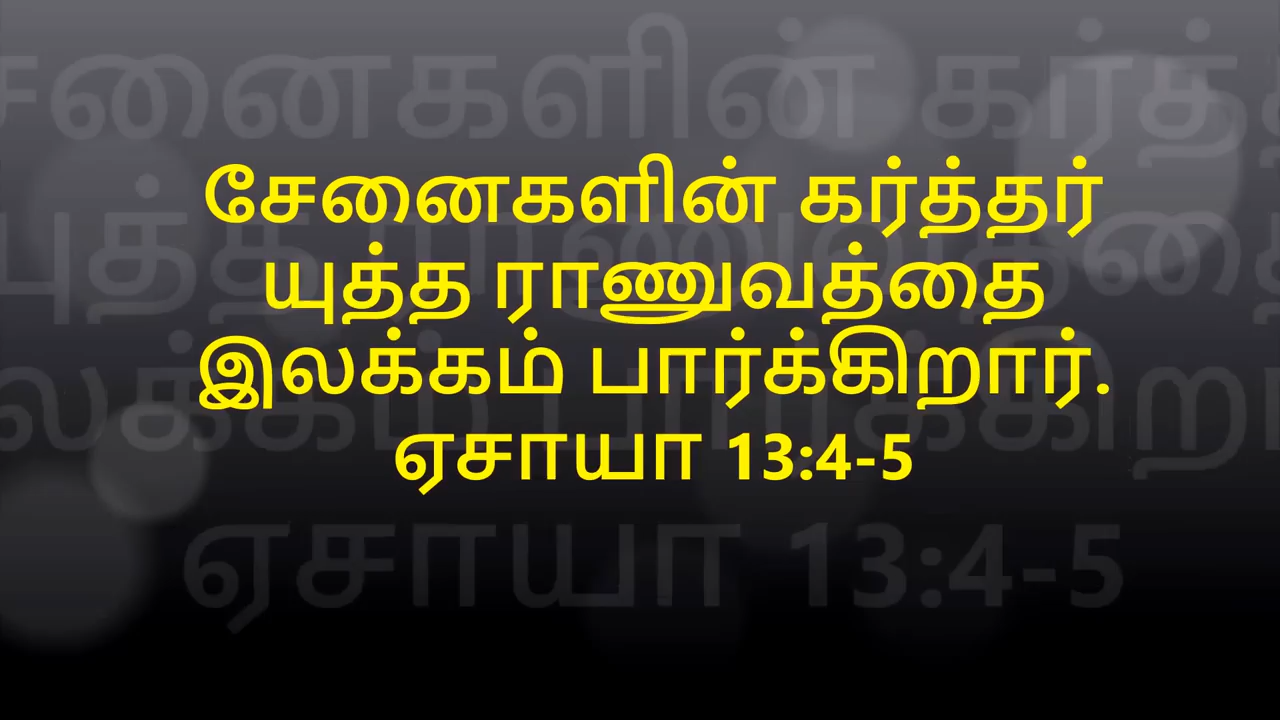 சேனைகளின் கர்த்தர்
யுத்த ராணுவத்தை
இலக்கம் பார்க்கிறார்.
ஏசாயா 13:4-5